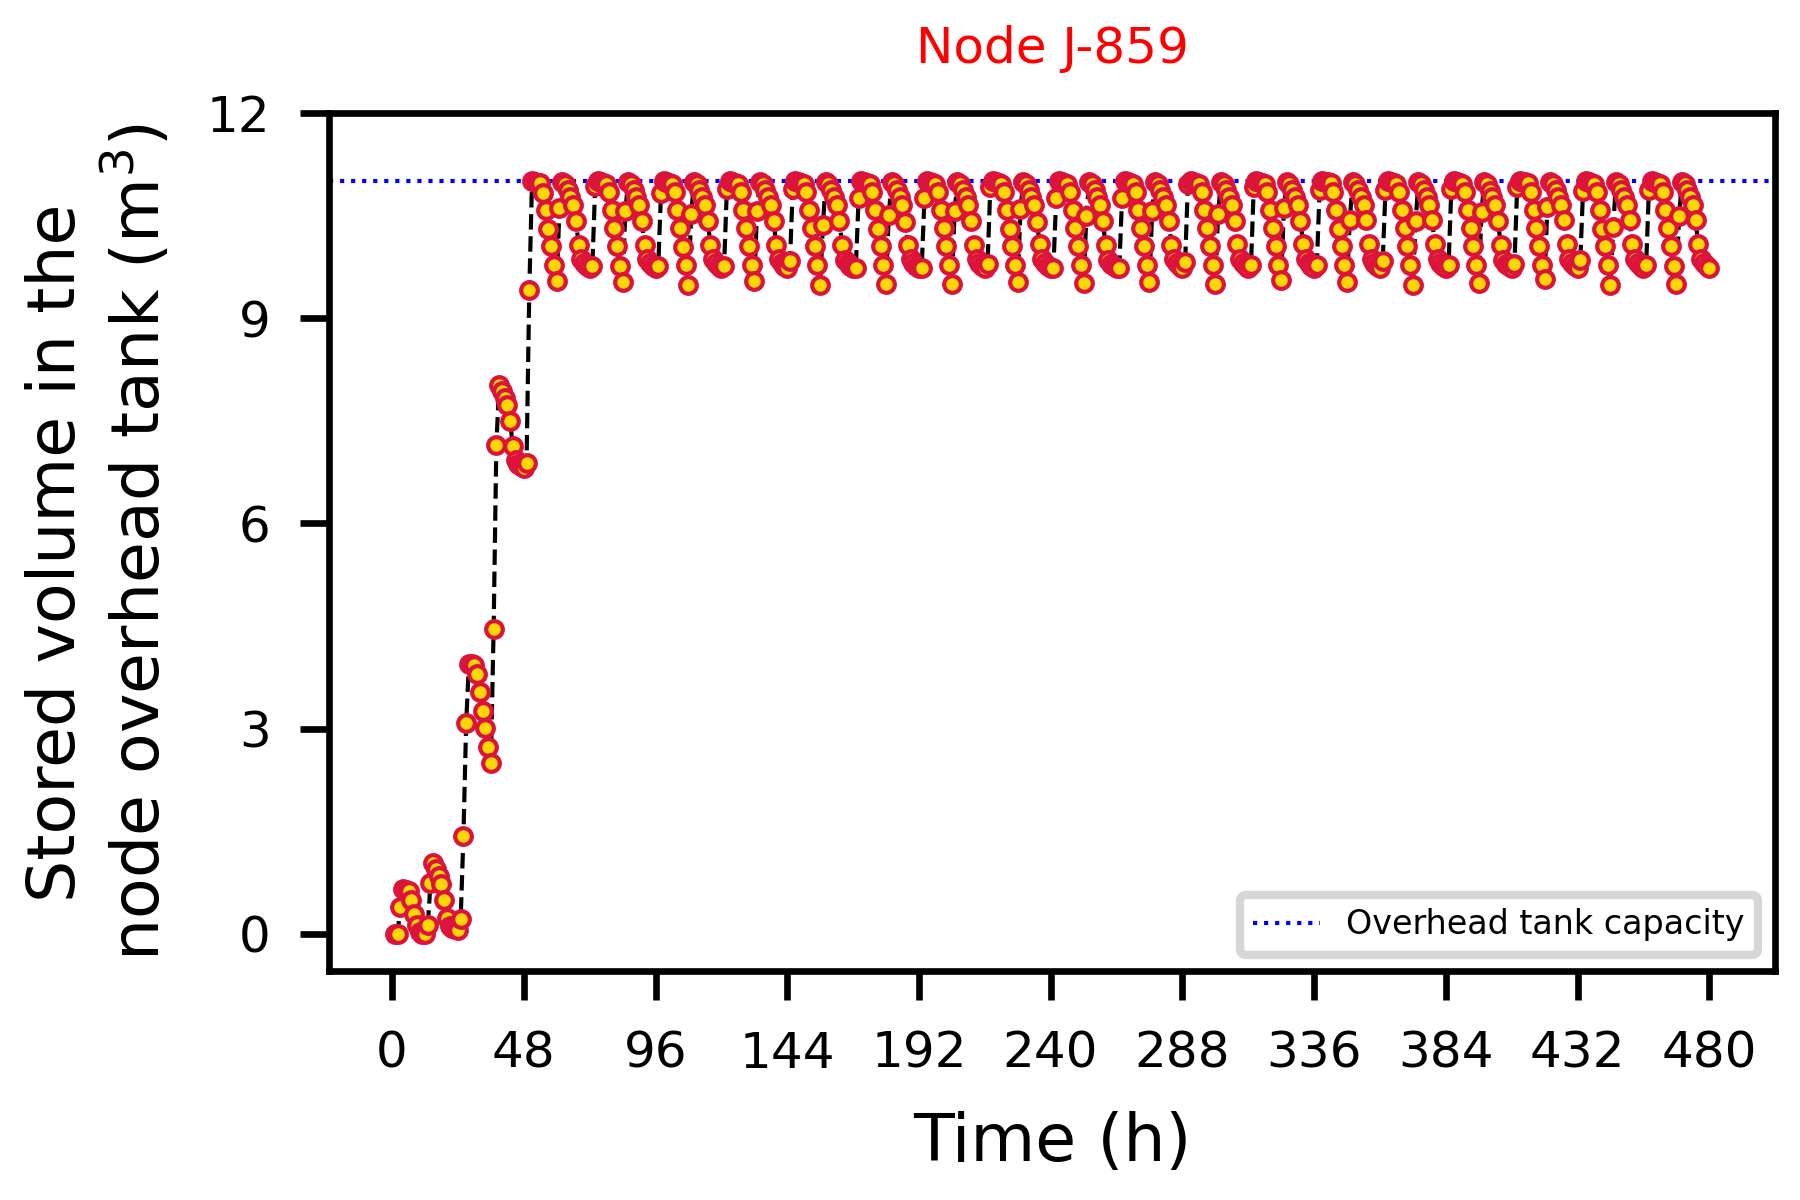 Node J-859
Stored volume in the
node overhead tank (m³)
12
9
6
3
0
Overhead tank capacity
0 48 96 144 192 240 288 336 384 432 480
Time (h)